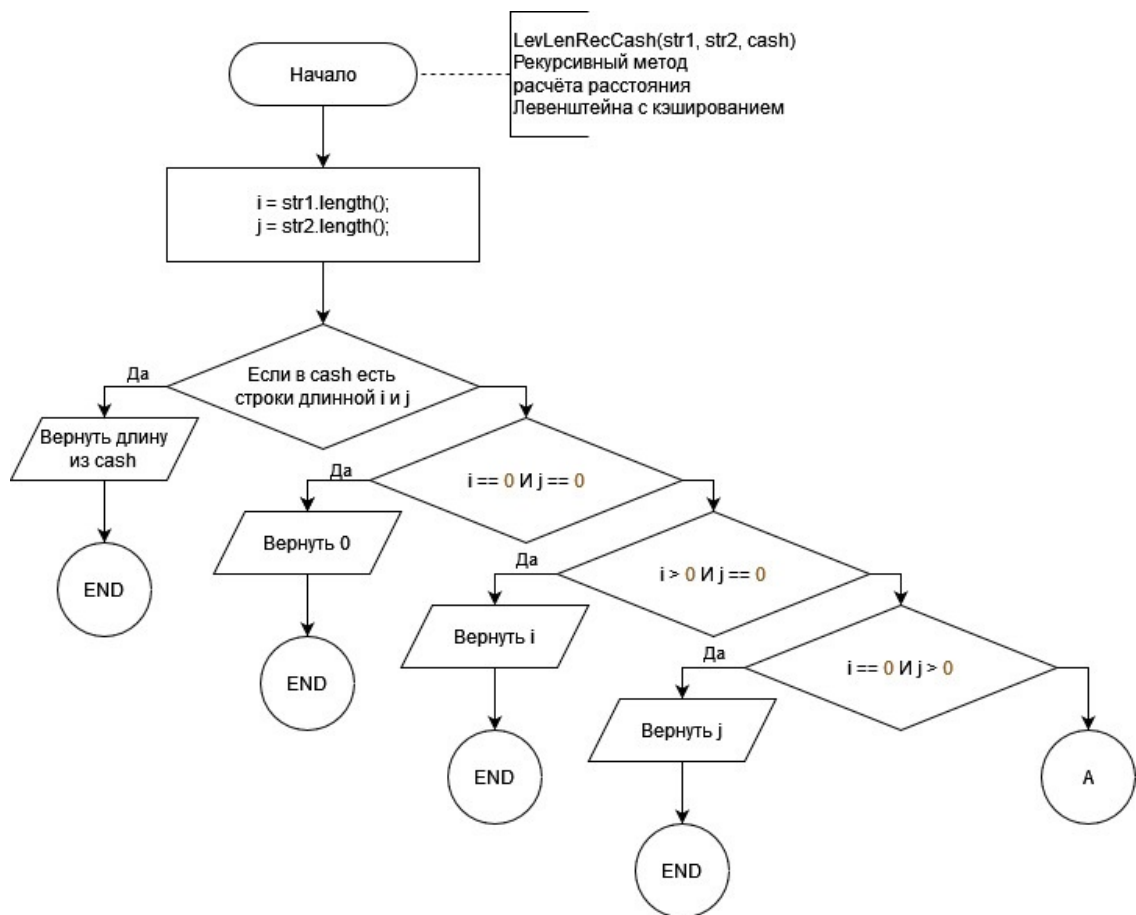 Начало
LevLenRecCash(str1, str2, cash)
Рекурсивный метод
расчёта расстояния
Левенштейна с кэшированием
i = str1.length();
j = str2.length();
Если в cash есть
строки длинной i и j
Да
Вернуть длину
из cash
END
i == 0 И j == 0
Да
Вернуть 0
END
i > 0 И j == 0
Да
Вернуть i
END
i == 0 И j > 0
Да
Вернуть j
END
A